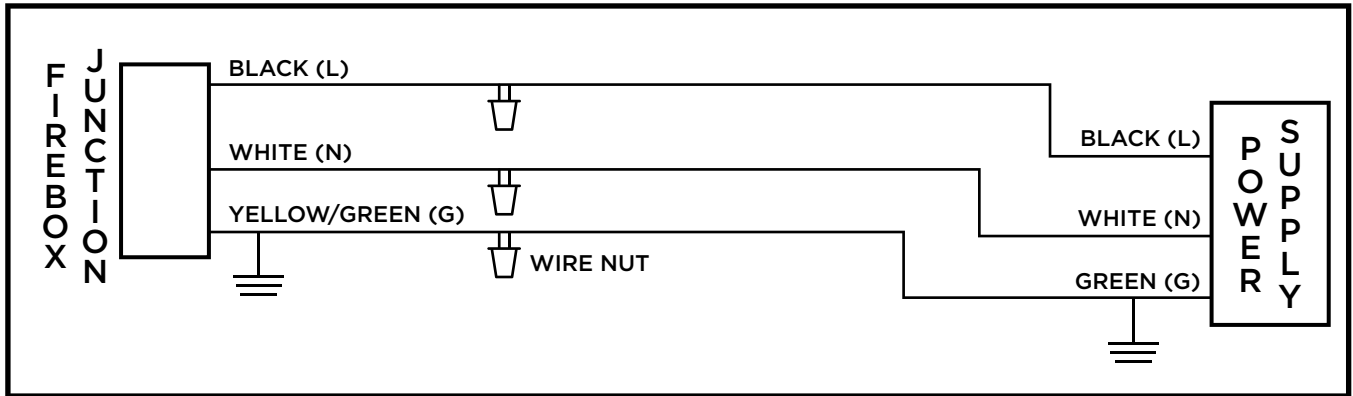 FIREBOX
JUNCTION
BLACK (L)
WHITE (N)
YELLOW/GREEN (G)
WIRE NUT
BLACK (L)
WHITE (N)
GREEN (G)
POWER
SUPPLY